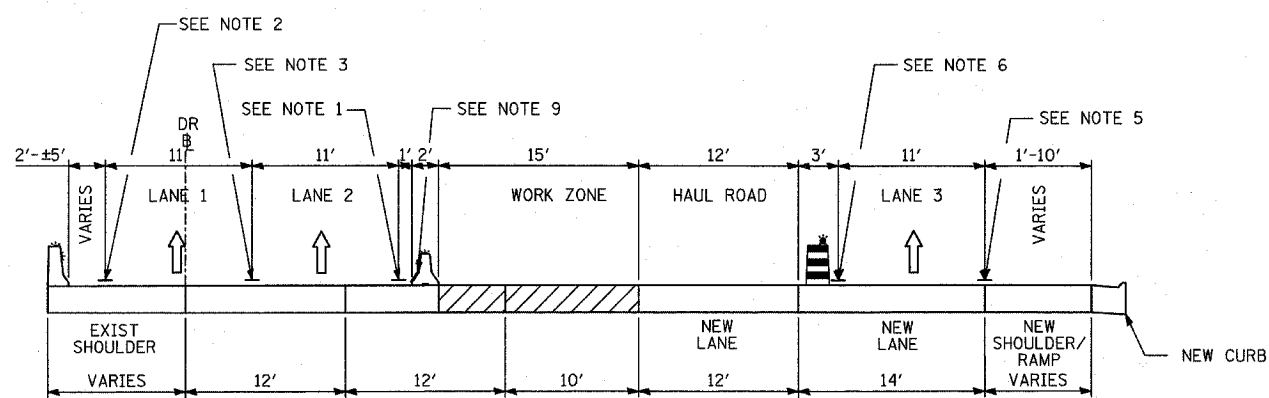 SEE NOTE 2
SEE NOTE 3
SEE NOTE 6
SEE NOTE 1
SEE NOTE 9
SEE NOTE 5
DR
B
2'-±5'
11'
11'
1'
2'
15'
12'
3'
11'
1'-10'
VARIES
LANE 1
LANE 2
WORK ZONE
HAUL ROAD
LANE 3
VARIES
EXIST
SHOULDER
NEW
LANE
NEW
LANE
NEW
SHOULDER/
RAMP
NEW CURB
VARIES
12'
12'
10'
12'
14'
VARIES